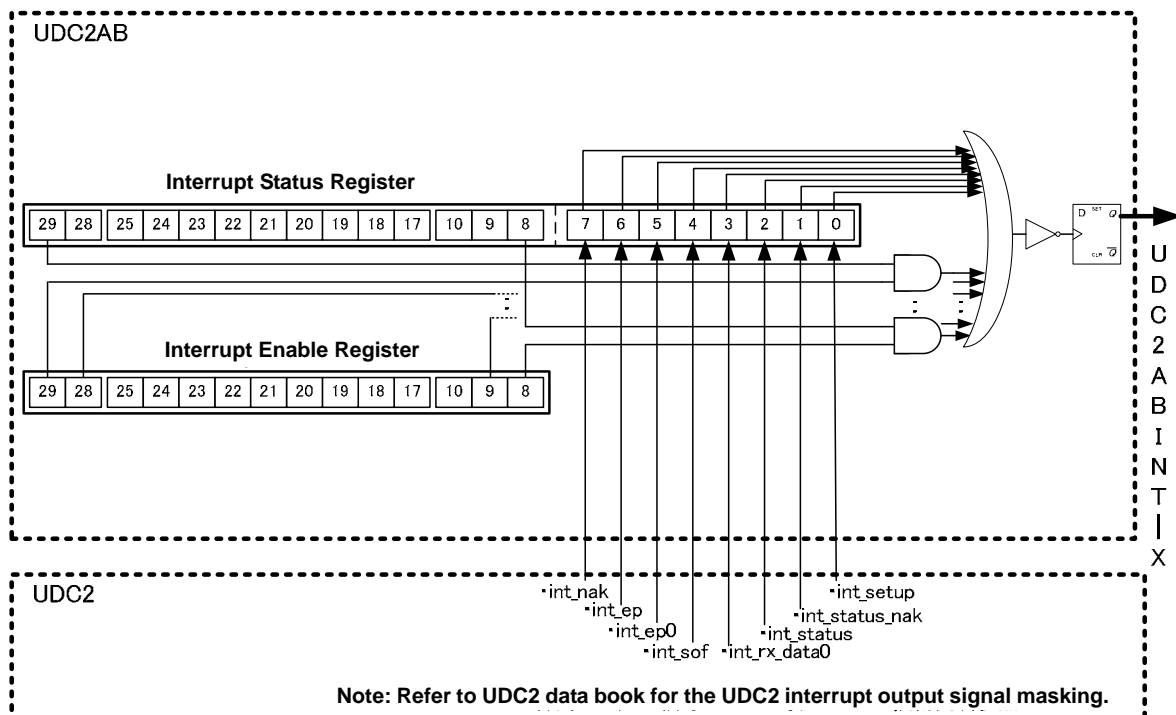 UDC2AB
Interrupt Status Register
29 28 25 24 23 22 21 20 19 18 17 10 9 8 7 6 5 4 3 2 1 0
D SET Q
CLR Q
Interrupt Enable Register
29 28 25 24 23 22 21 20 19 18 17 10 9 8
UDC2ABINT|X
UDC2
・int_nak
・int_setup
・int_ep
・int_status_nak
・int_ep0
・int_status
・int_sof
・int_rx_data0
Note: Refer to UDC2 data book for the UDC2 interrupt output signal masking.